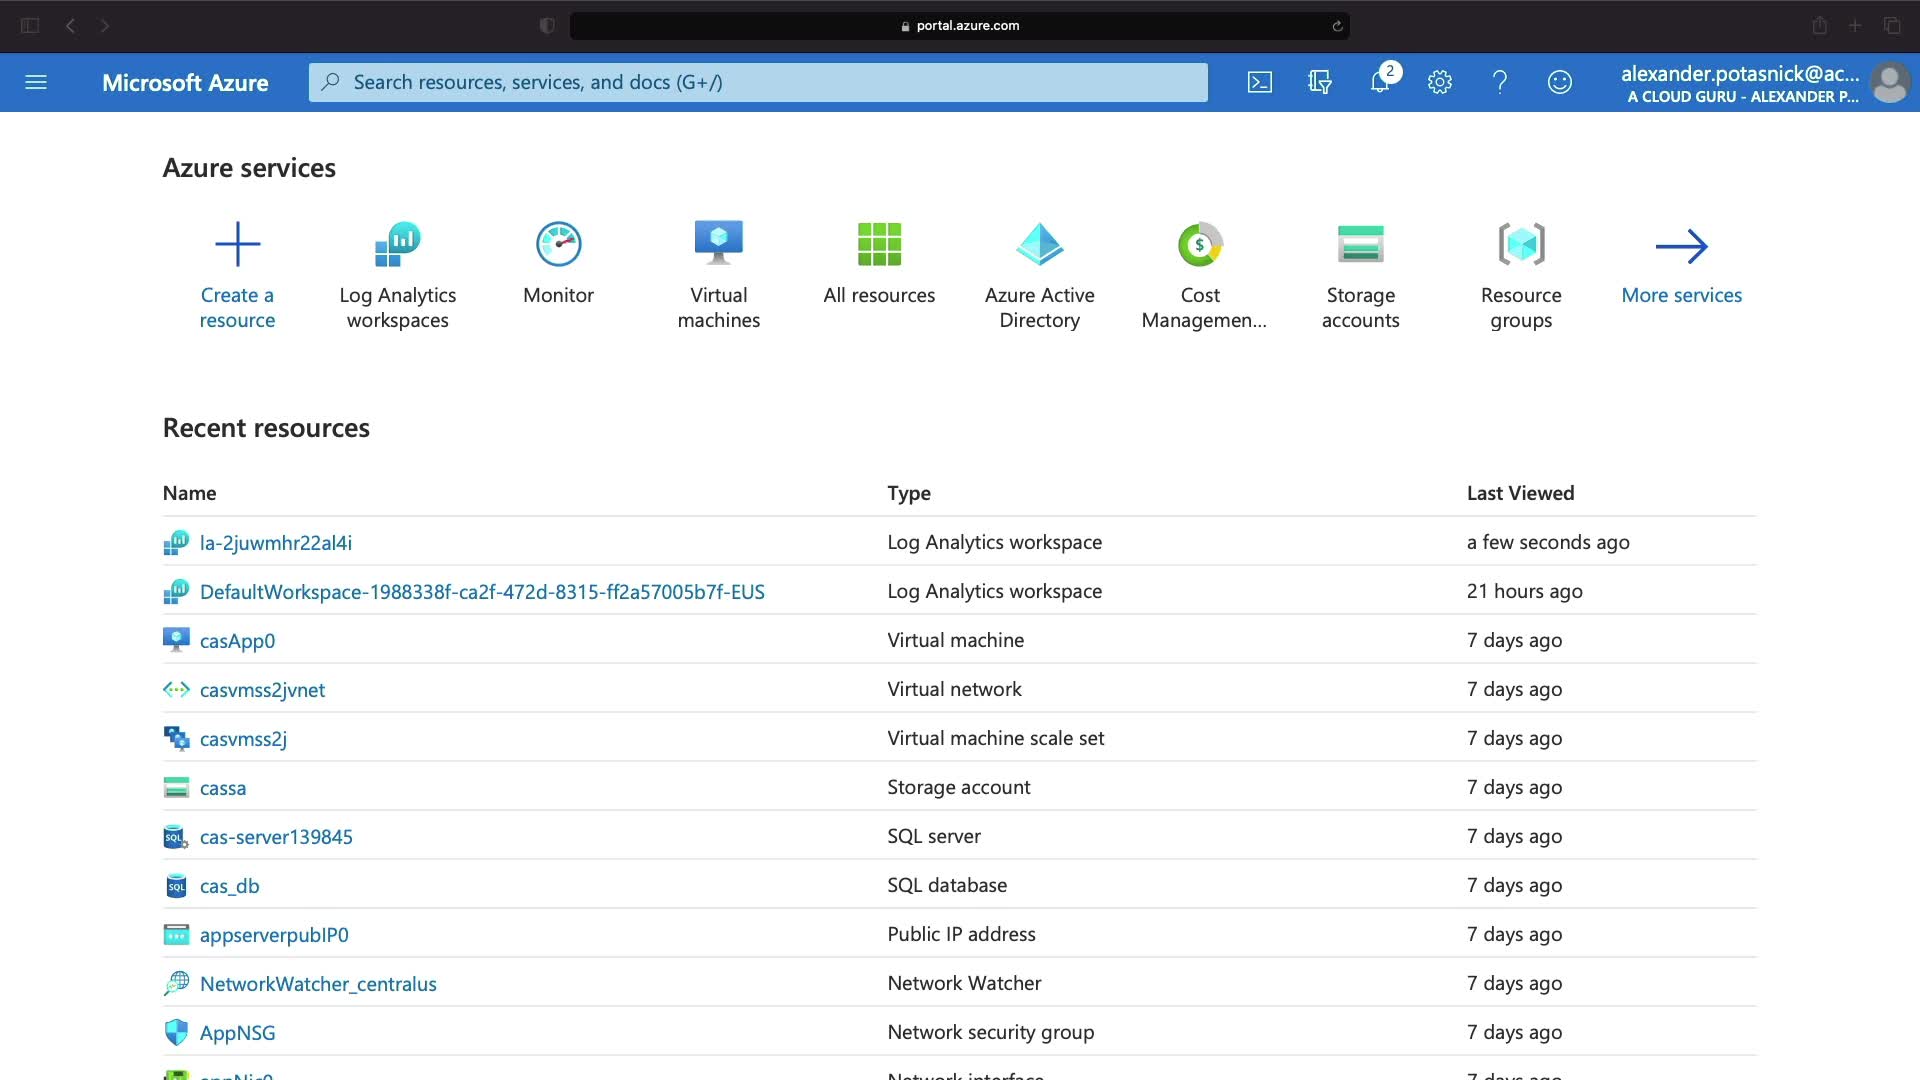 portal.azure.com
Microsoft Azure
Search resources, services, and docs (G+/)
2
alexander.potasnick@ac...
A CLOUD GURU - ALEXANDER P...
Azure services
Create a
resource
Log Analytics
workspaces
Monitor
Virtual
machines
All resources
Azure Active
Directory
Cost
Managemen...
Storage
accounts
Resource
groups
More services
Recent resources
Name Type Last Viewed
la-2juwmhr22al4i Log Analytics workspace a few seconds ago
DefaultWorkspace-1988338f-ca2f-472d-8315-ff2a57005b7f-EUS Log Analytics workspace 21 hours ago
casApp0 Virtual machine 7 days ago
casvmss2jvnet Virtual network 7 days ago
casvmss2j Virtual machine scale set 7 days ago
cassa Storage account 7 days ago
cas-server139845 SQL server 7 days ago
cas_db SQL database 7 days ago
appserverpubIP0 Public IP address 7 days ago
NetworkWatcher_centralus Network Watcher 7 days ago
AppNSG Network security group 7 days ago
appNic0 Network interface 7 days ago